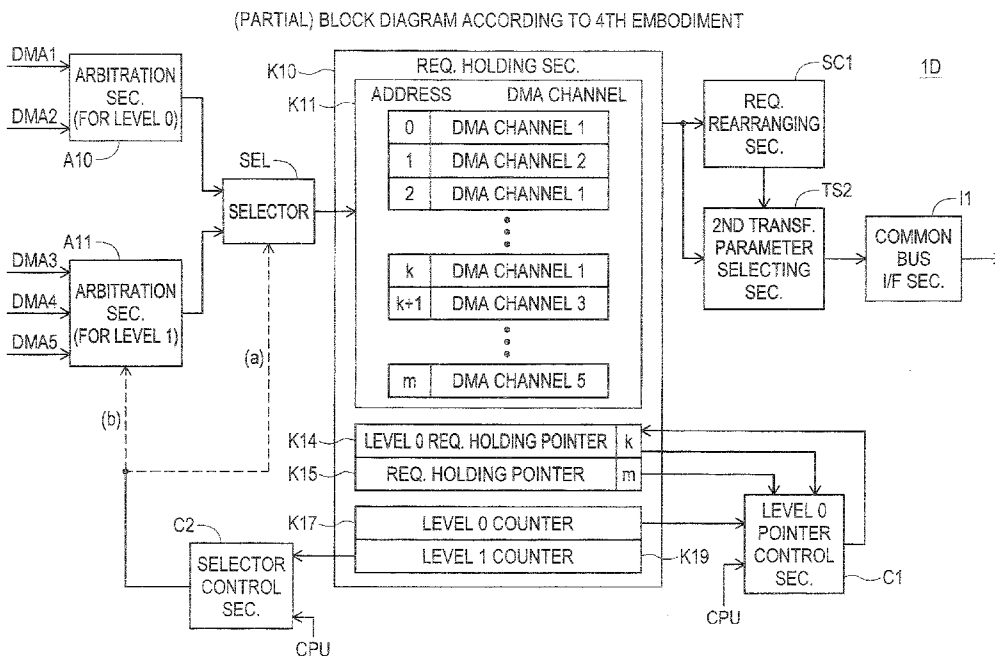 (PARTIAL) BLOCK DIAGRAM ACCORDING TO 4TH EMBODIMENT
1D
DMA1
DMA2
ARBITRATION
SEC.
(FOR LEVEL 0)
A10
DMA3
DMA4
DMA5
A11
ARBITRATION
SEC.
(FOR LEVEL 1)
SEL
SELECTOR
(a)
(b)
K10
REQ. HOLDING SEC.
K11
ADDRESS DMA CHANNEL
0 DMA CHANNEL 1
1 DMA CHANNEL 2
2 DMA CHANNEL 1
k DMA CHANNEL 1
k+1 DMA CHANNEL 3
m DMA CHANNEL 5
K14
LEVEL 0 REQ. HOLDING POINTER k
K15
REQ. HOLDING POINTER m
K17
LEVEL 0 COUNTER
LEVEL 1 COUNTER
K19
C2
SELECTOR
CONTROL
SEC.
CPU
SC1
REQ.
REARRANGING
SEC.
TS2
2ND TRANSF.
PARAMETER
SELECTING
SEC.
I1
COMMON
BUS
I/F SEC.
LEVEL 0
POINTER
CONTROL
SEC.
C1
CPU